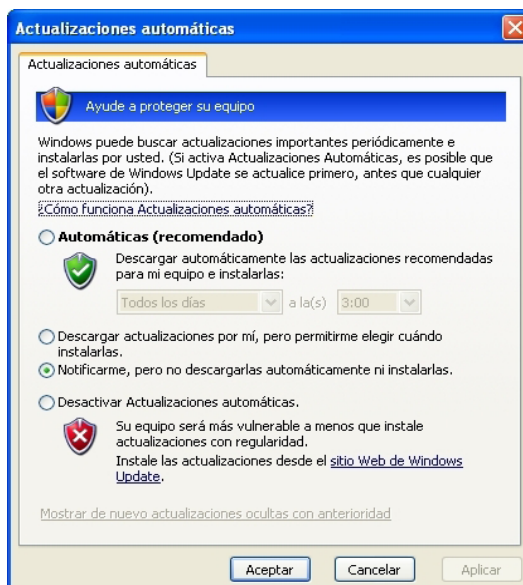 Actualizaciones automáticas
Actualizaciones automáticas
Ayude a proteger su equipo
Windows puede buscar actualizaciones importantes periódicamente e
instalarlas por usted. (Si activa Actualizaciones Automáticas, es posible que
el software de Windows Update se actualice primero, antes que cualquier
otra actualización).
¿Cómo funciona Actualizaciones automáticas?
Automáticas (recomendado)
Descargar automáticamente las actualizaciones recomendadas
para mi equipo e instalarlas:
Todos los días a la(s) 3:00
Descargar actualizaciones por mí, pero permitirme elegir cuándo
instalarlas.
Notificarme, pero no descargarlas automáticamente ni instalarlas.
Desactivar Actualizaciones automáticas.
Su equipo será más vulnerable a menos que instale
actualizaciones con regularidad.
Instale las actualizaciones desde el sitio Web de Windows
Update.
Mostrar de nuevo actualizaciones ocultas con anterioridad
Aceptar Cancelar Aplicar